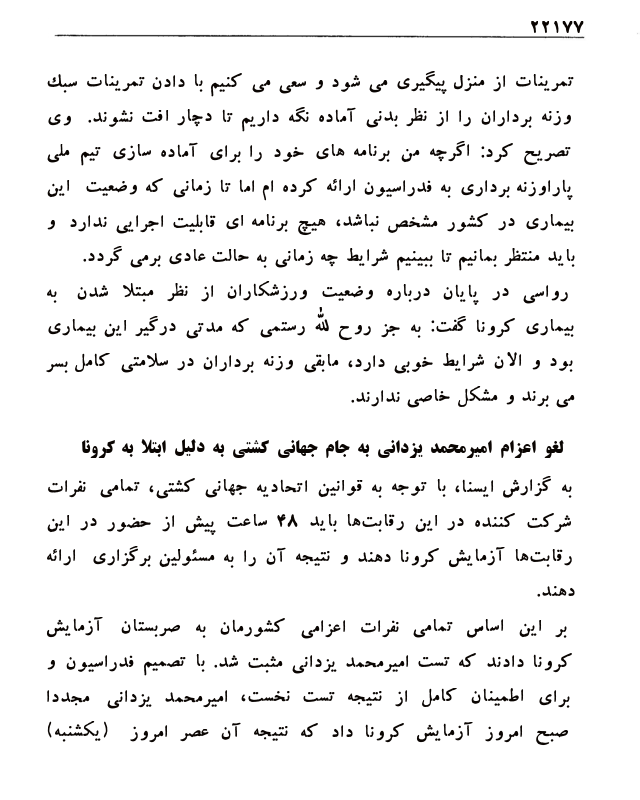 ۲۲۱۷۷
تمرینات از منزل پیگیری می شود و سعی می کنیم با دادن تمرینات سبك
وزنه برداران را از نظر بدنی آماده نگه داریم تا دچار افت نشوند. وی
تصریح کرد: اگرچه من برنامه های خود را برای آماده سازی تیم ملی
پاراوزنه برداری به فدراسیون ارائه کرده ام اما تا زمانی که وضعیت این
بیماری در کشور مشخص نباشد، هیچ برنامه ای قابلیت اجرایی ندارد و
باید منتظر بمانیم تا ببینیم شرایط چه زمانی به حالت عادی برمی گردد.
رواسی در پایان درباره وضعیت ورزشکاران از نظر مبتلا شدن به
بیماری کرونا گفت: به جز روح الله رستمی که مدتی درگیر این بیماری
بود و الان شرایط خوبی دارد، مابقی وزنه برداران در سلامتی کامل بسر
می برند و مشکل خاصی ندارند.
لغو اعزام امیرمحمد یزدانی به جام جهانی کشتی به دلیل ابتلا به کرونا
به گزارش ایسنا، با توجه به قوانین اتحادیه جهانی کشتی، تمامی نفرات
شرکت کننده در این رقابت‌ها باید ۴۸ ساعت پیش از حضور در این
رقابت‌ها آزمایش کرونا دهند و نتیجه آن را به مسئولین برگزاری ارائه
دهند.
بر این اساس تمامی نفرات اعزامی کشورمان به صربستان آزمایش
کرونا دادند که تست امیرمحمد یزدانی مثبت شد. با تصمیم فدراسیون و
برای اطمینان کامل از نتیجه تست نخست، امیرمحمد یزدانی مجددا
صبح امروز آزمایش کرونا داد که نتیجه آن عصر امروز (یکشنبه)